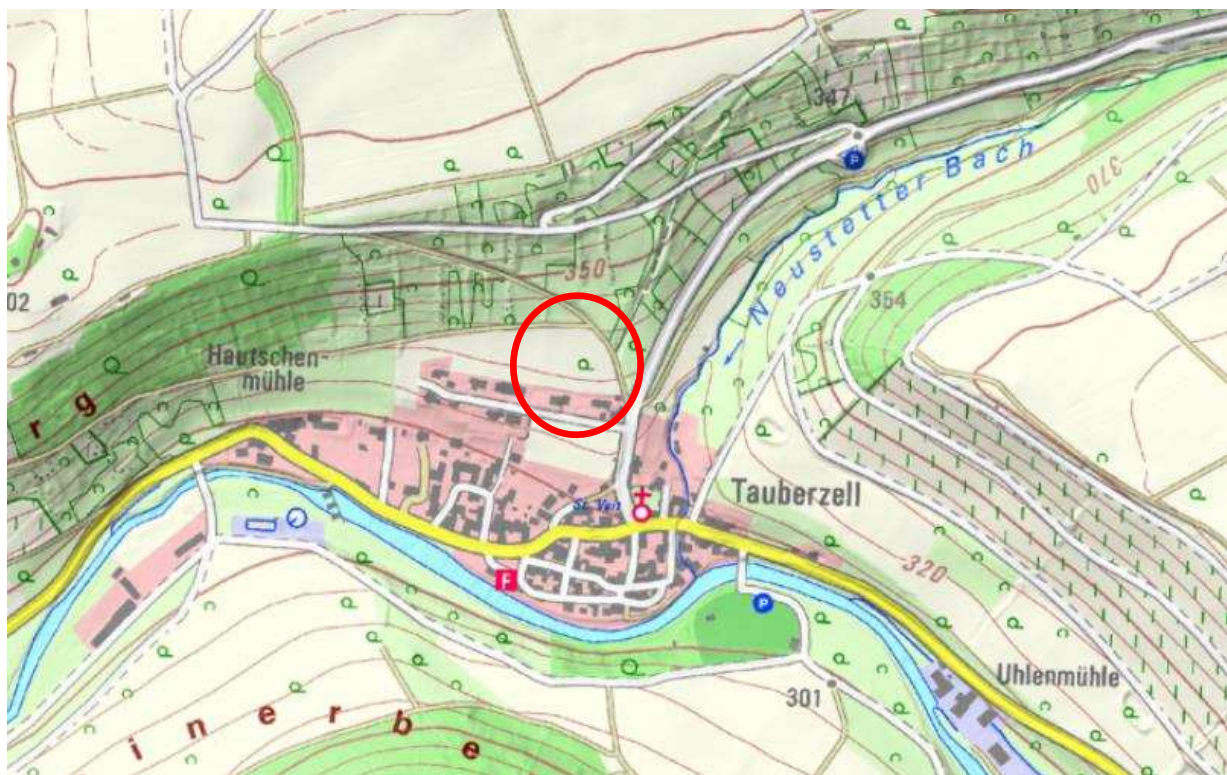 347
P
Neustetter Bach
370
350
354
02
Hautschen-
mühle
r g
Tauberzell
St. Veit
320
F
P
Uhlenmühle
301
i n e r b e